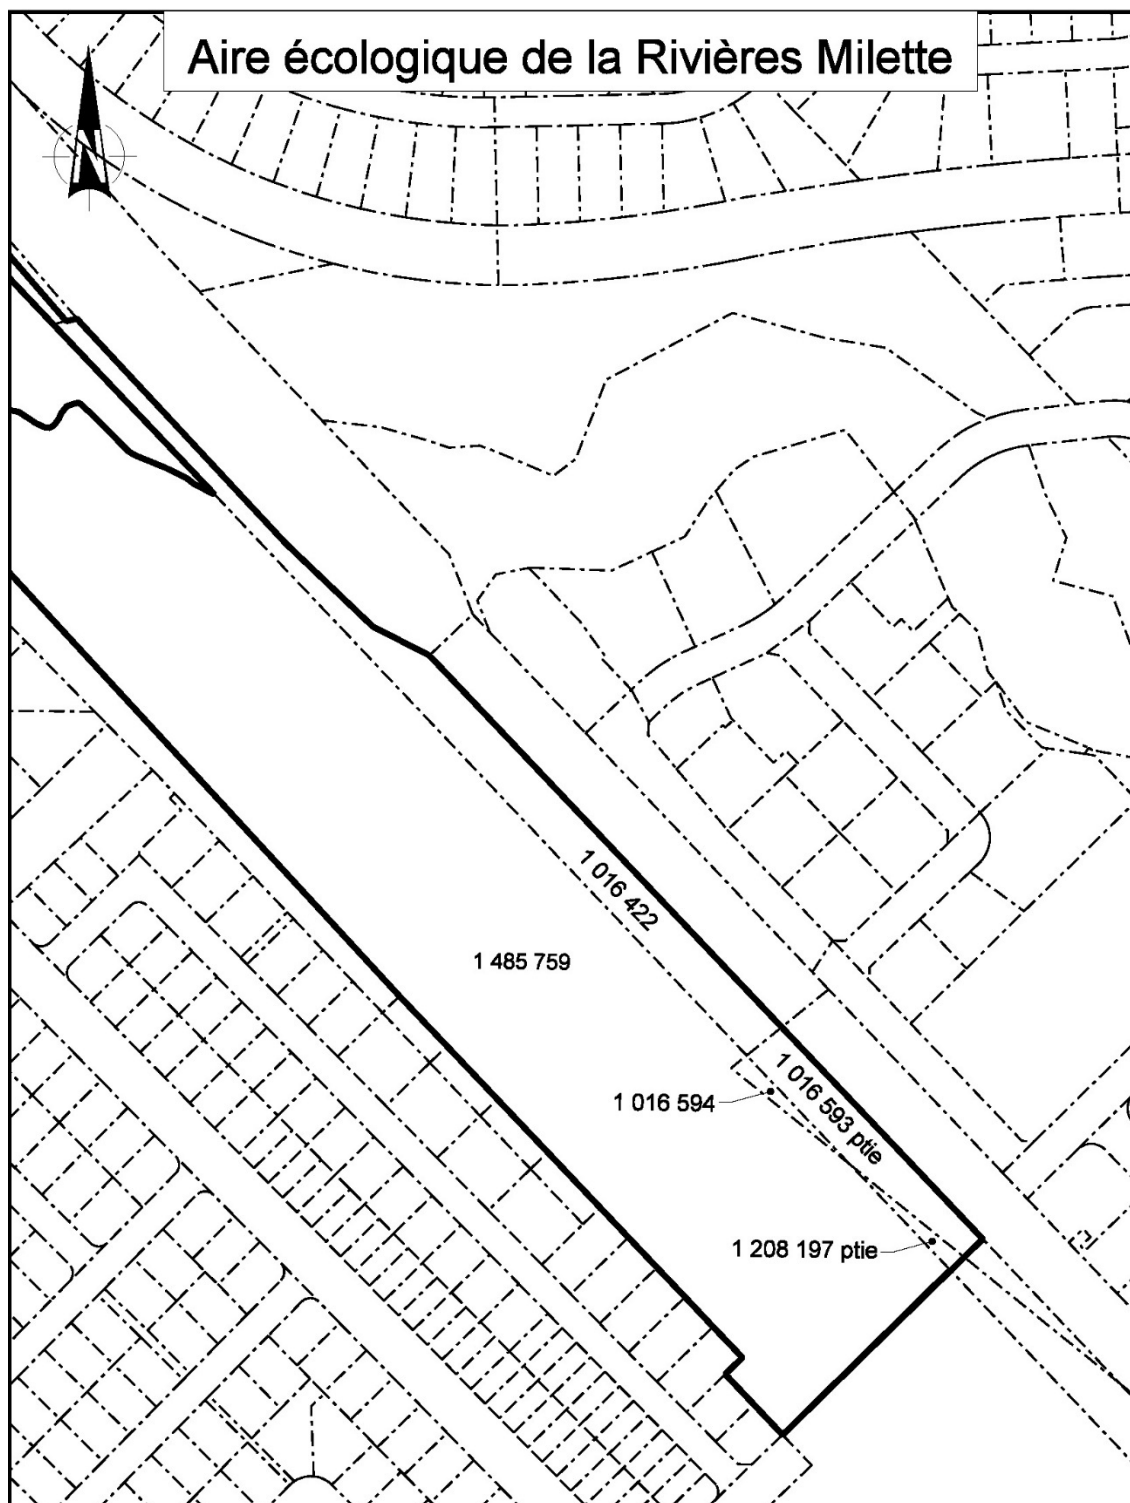 Aire écologique de la Rivières Milette
1 016 422
1 485 759
1 016 594
1 016 593 ptie
1 208 197 ptie